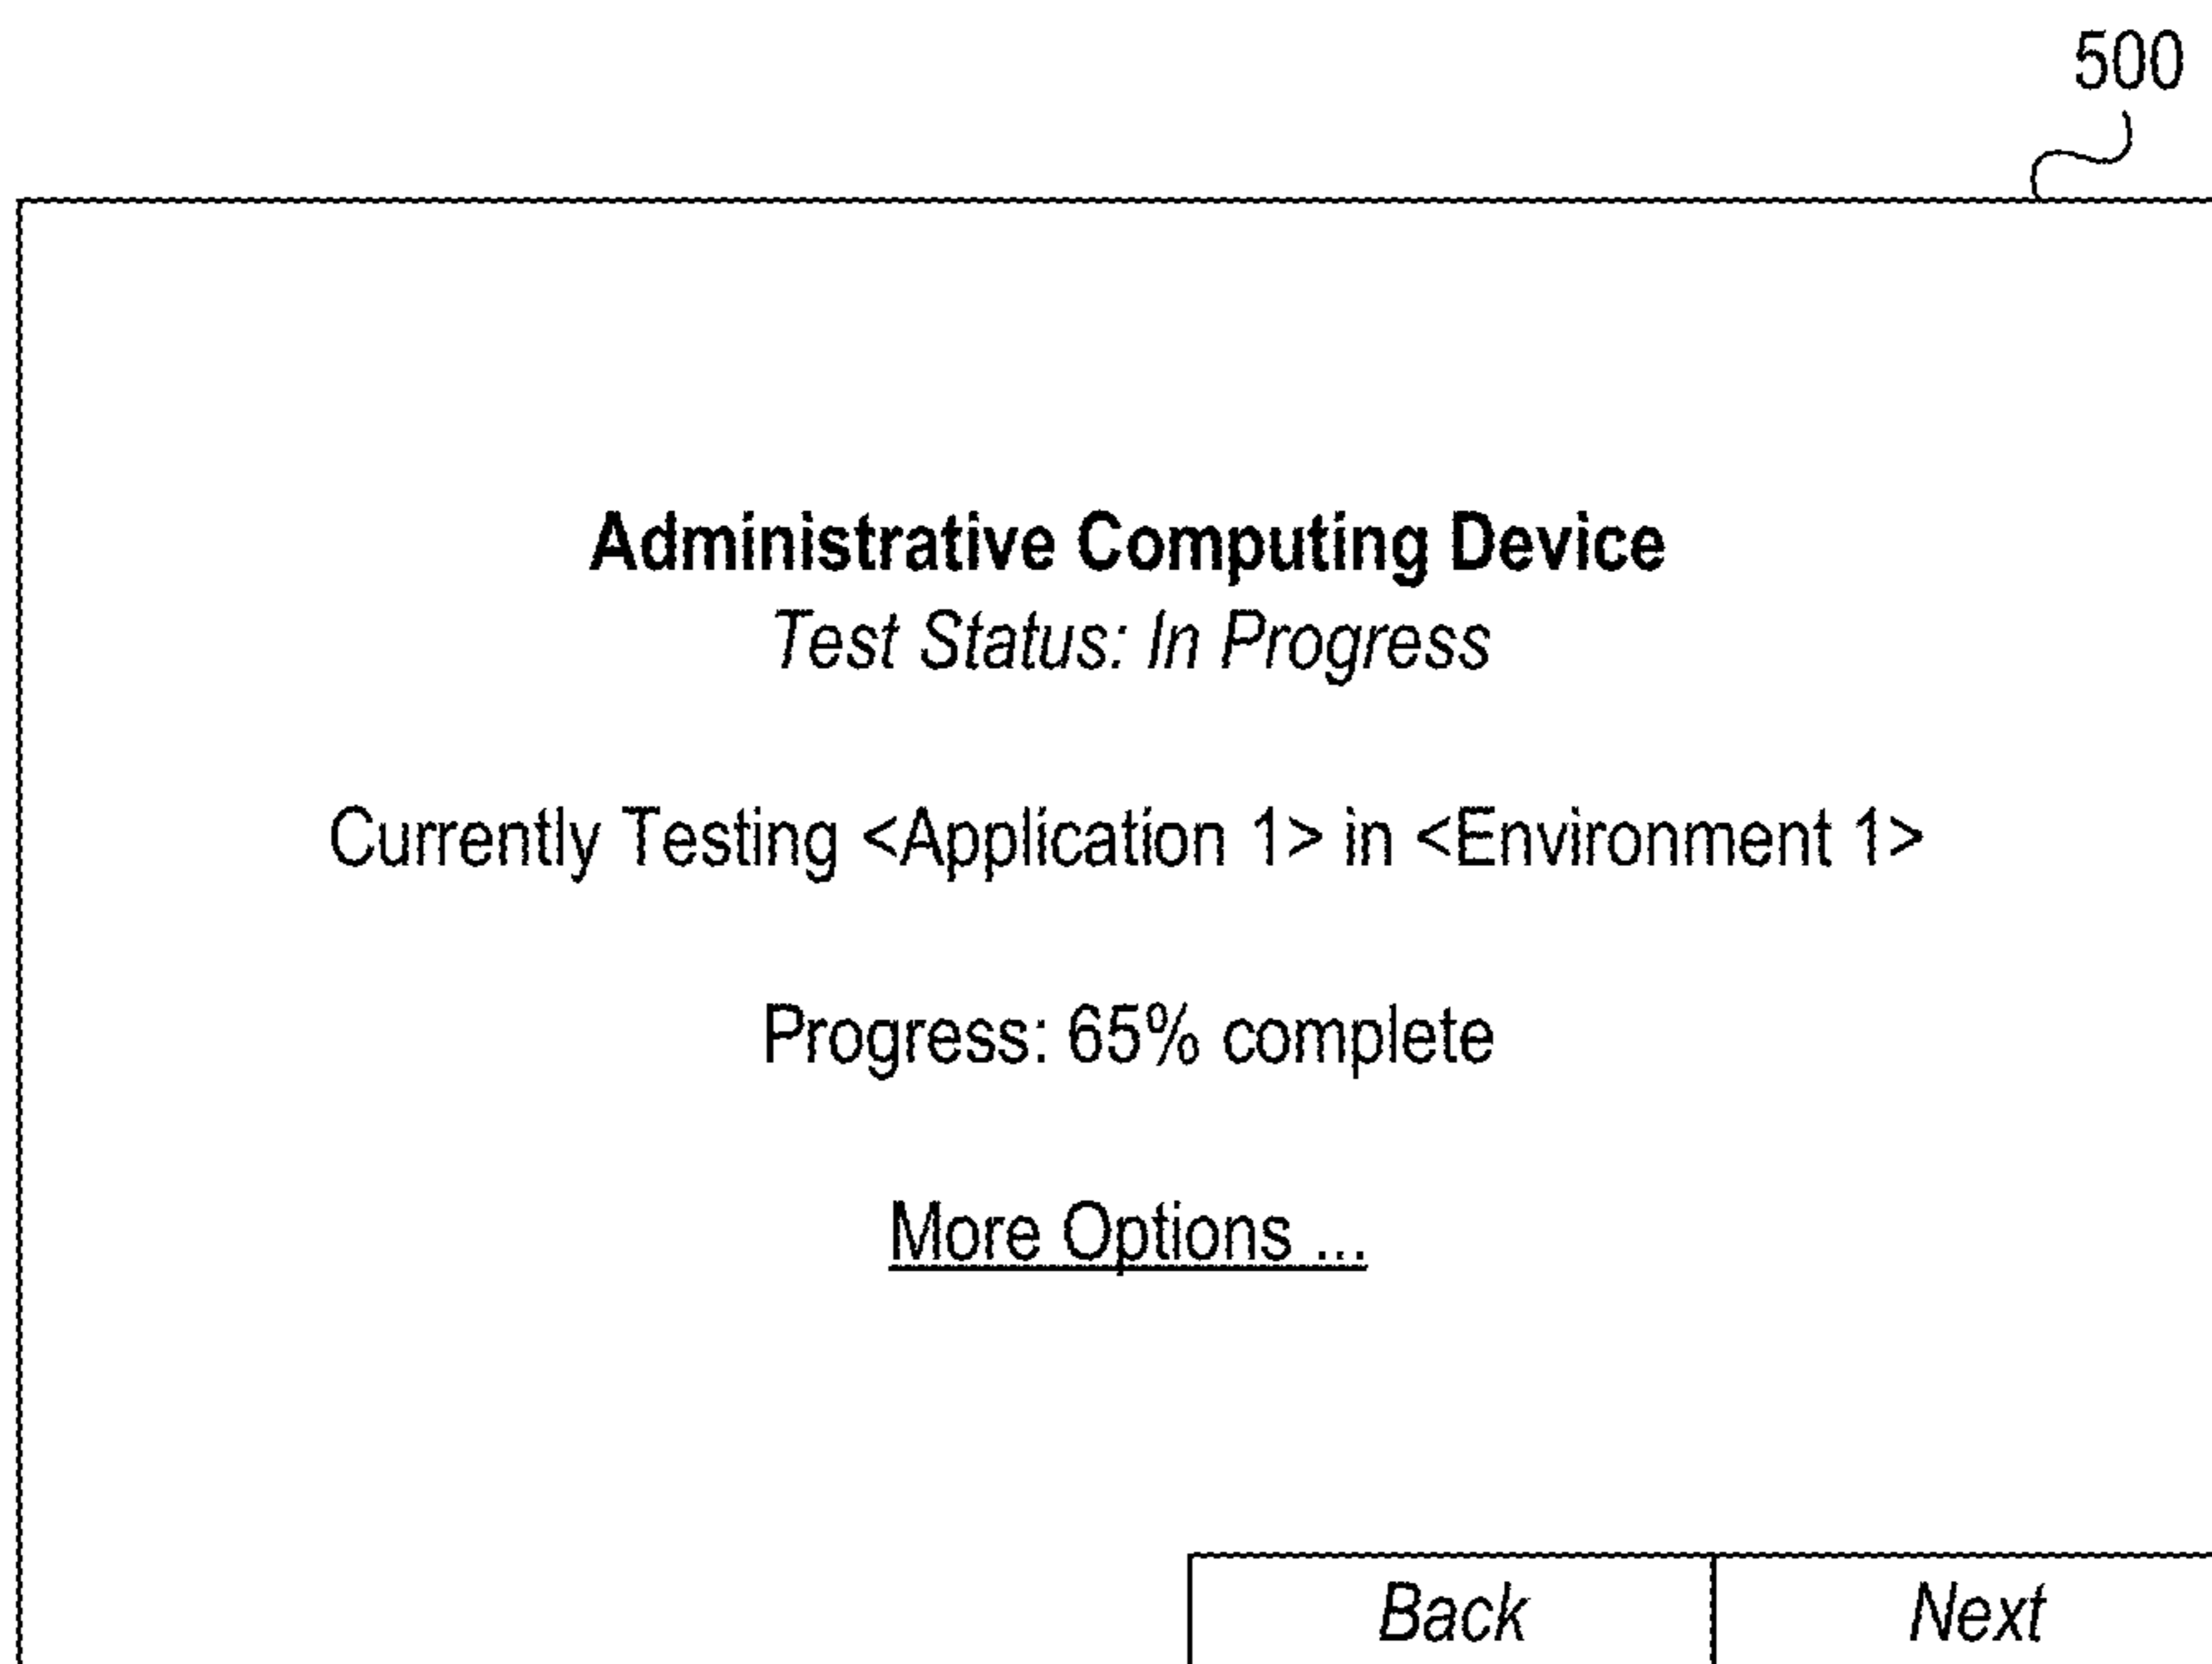 500
Administrative Computing Device
Test Status: In Progress
Currently Testing <Application 1> in <Environment 1>
Progress: 65% complete
More Options ...
Back Next